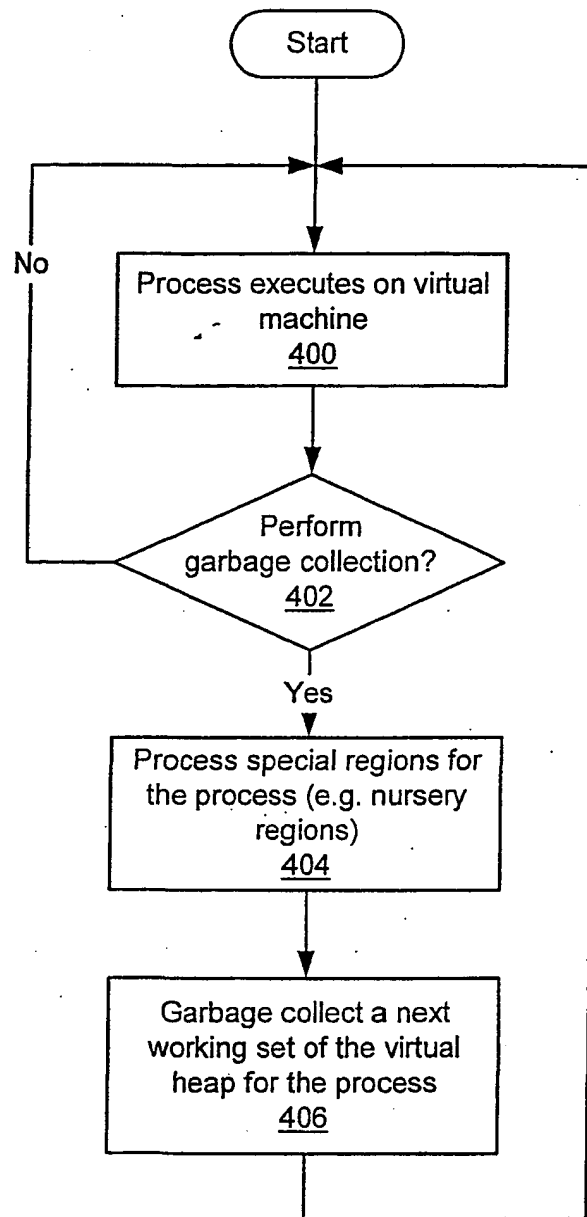 Start
No
Process executes on virtual
machine
400
Perform
garbage collection?
402
Yes
Process special regions for
the process (e.g. nursery
regions)
404
Garbage collect a next
working set of the virtual
heap for the process
406